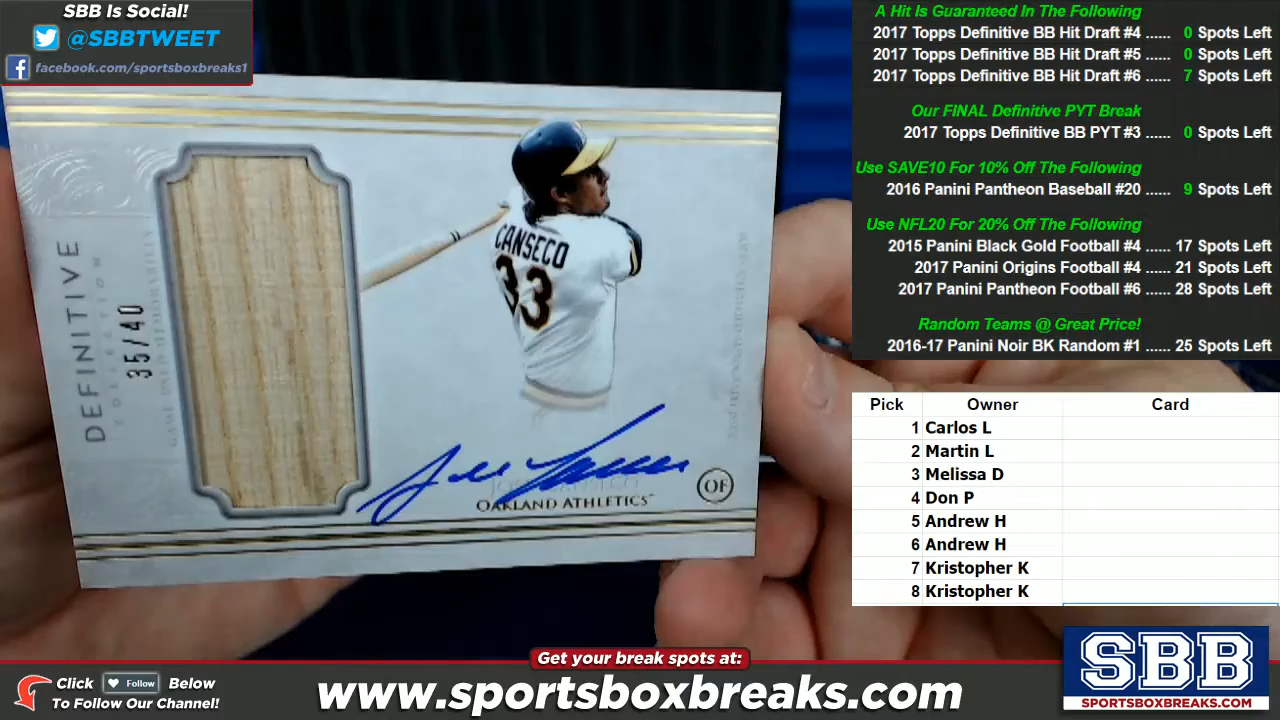 SBB Is Social!
@SBBTWEET
facebook.com/sportsboxbreaks1
DEFINITIVE
COLLECTION
35/40
CANSECO
33
OAKLAND ATHLETICS™
OF
A Hit Is Guaranteed In The Following
2017 Topps Definitive BB Hit Draft #4 ...... 0 Spots Left
2017 Topps Definitive BB Hit Draft #5 ...... 0 Spots Left
2017 Topps Definitive BB Hit Draft #6 ...... 7 Spots Left
Our FINAL Definitive PYT Break
2017 Topps Definitive BB PYT #3 ...... 0 Spots Left
Use SAVE10 For 10% Off The Following
2016 Panini Pantheon Baseball #20 ...... 9 Spots Left
Use NFL20 For 20% Off The Following
2015 Panini Black Gold Football #4 ...... 17 Spots Left
2017 Panini Origins Football #4 ...... 21 Spots Left
2017 Panini Pantheon Football #6 ...... 28 Spots Left
Random Teams @ Great Price!
2016-17 Panini Noir BK Random #1 ...... 25 Spots Left
Pick Owner Card
1 Carlos L
2 Martin L
3 Melissa D
4 Don P
5 Andrew H
6 Andrew H
7 Kristopher K
8 Kristopher K
Get your break spots at:
Click Follow Below
To Follow Our Channel!
www.sportsboxbreaks.com
SBB
SPORTSBOXBREAKS.COM